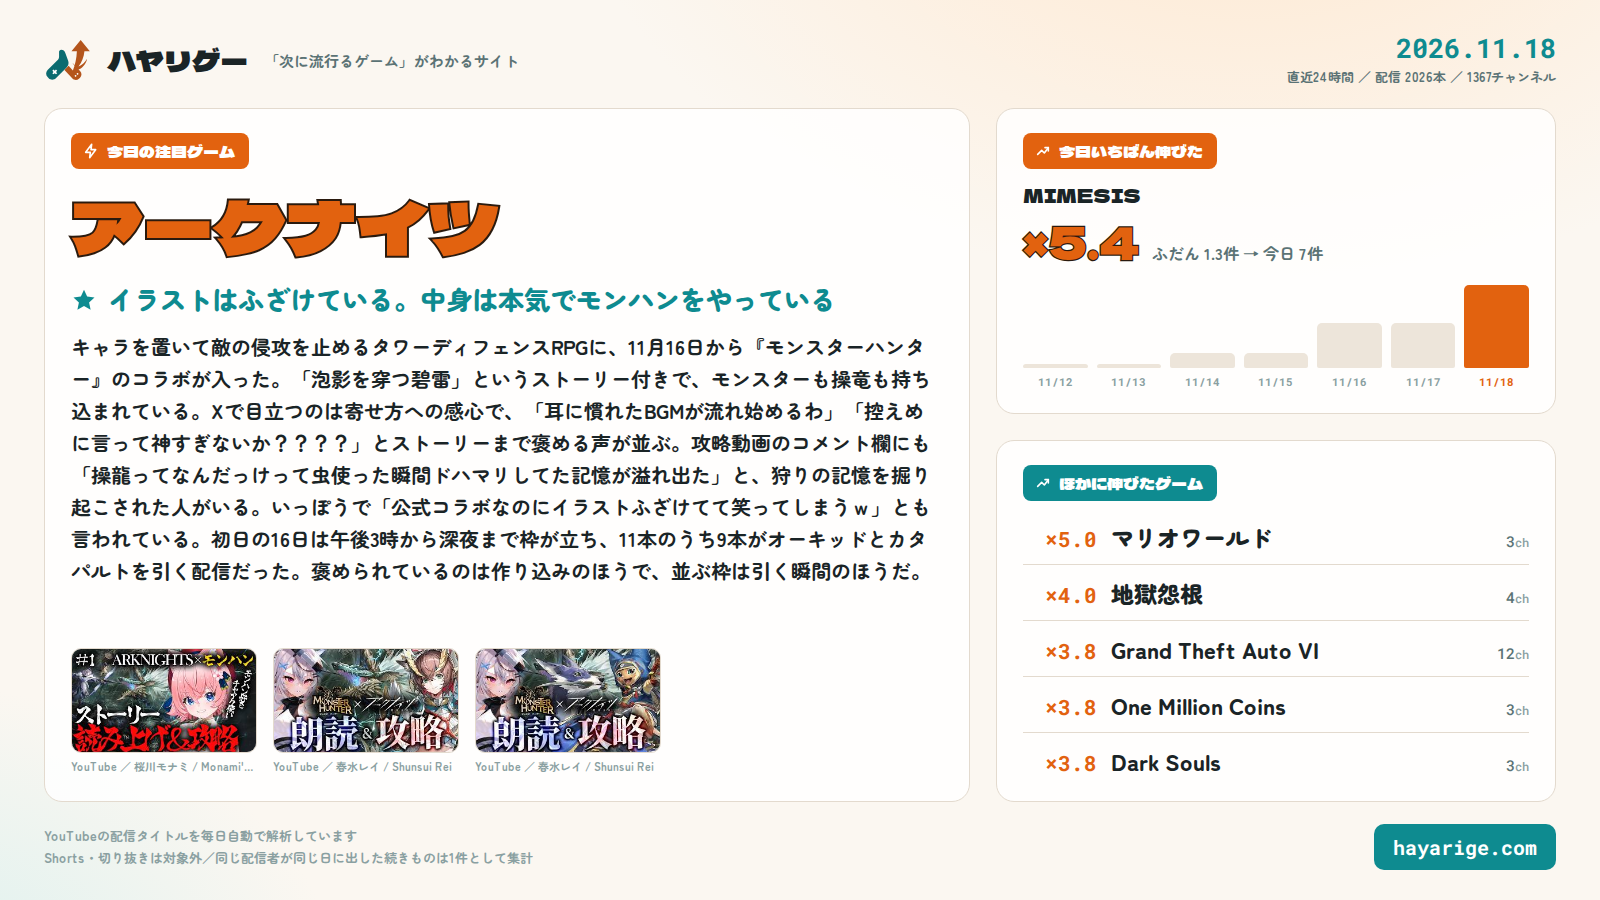 ハヤリゲー
「次に流行るゲーム」がわかるサイト
2026.11.18
直近24時間 ／ 配信 2026本 ／ 1367チャンネル
今日の注目ゲーム
アークナイツ
イラストはふざけている。中身は本気でモンハンをやっている
キャラを置いて敵の侵攻を止めるタワーディフェンスRPGに、11月16日から『モンスターハンタ
ー』のコラボが入った。「泡影を穿つ碧雷」というストーリー付きで、モンスターも操竜も持ち
込まれている。Xで目立つのは寄せ方への感心で、「耳に慣れたBGMが流れ始めるわ」「控えめ
に言って神すぎないか？？？？」とストーリーまで褒める声が並ぶ。攻略動画のコメント欄にも
「操龍ってなんだっけって虫使った瞬間ドハマリしてた記憶が溢れ出た」と、狩りの記憶を掘り
起こされた人がいる。いっぽうで「公式コラボなのにイラストふざけてて笑ってしまうｗ」とも
言われている。初日の16日は午後3時から深夜まで枠が立ち、11本のうち9本がオーキッドとカタ
パルトを引く配信だった。褒められているのは作り込みのほうで、並ぶ枠は引く瞬間のほうだ。
#1 ARKNIGHTS×モンハン
ストーリー
読み上げ&攻略
MONSTER HUNTER × アークナイツ
朗読&攻略
MONSTER HUNTER × アークナイツ
朗読&攻略
YouTube ／ 桜川モナミ / Monami'...
YouTube ／ 春水レイ / Shunsui Rei
YouTube ／ 春水レイ / Shunsui Rei
今日いちばん伸びた
MIMESIS
×5.4 ふだん 1.3件 → 今日 7件
11/12 11/13 11/14 11/15 11/16 11/17 11/18
ほかに伸びたゲーム
×5.0 マリオワールド 3ch
×4.0 地獄怨根 4ch
×3.8 Grand Theft Auto VI 12ch
×3.8 One Million Coins 3ch
×3.8 Dark Souls 3ch
YouTubeの配信タイトルを毎日自動で解析しています
Shorts・切り抜きは対象外／同じ配信者が同じ日に出した続きものは1件として集計
hayarige.com